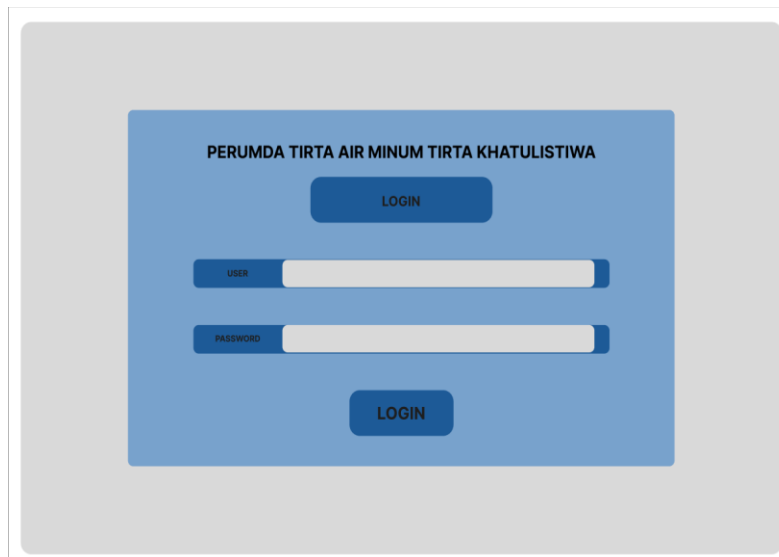 PERUMDA TIRTA AIR MINUM TIRTA KHATULISTIWA
LOGIN
USER
PASSWORD
LOGIN